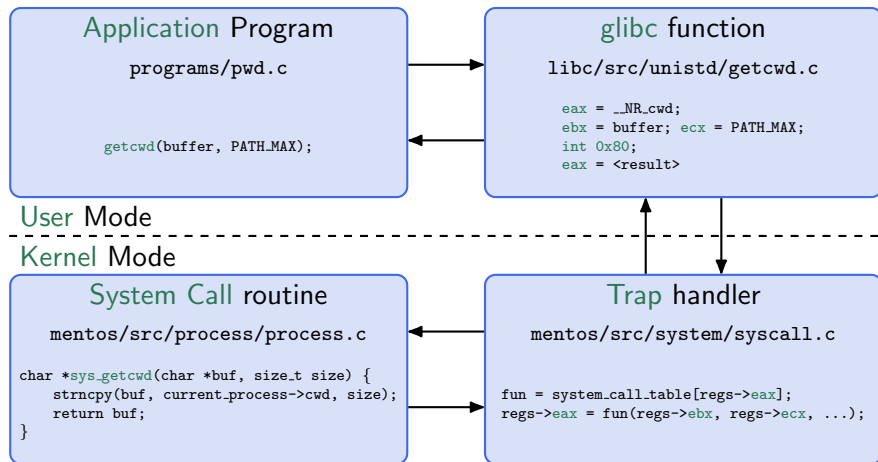 Application Program
programs/pwd.c
getcwd(buffer, PATH_MAX);
glibc function
libc/src/unistd/getcwd.c
eax = __NR_cwd;
ebx = buffer; ecx = PATH_MAX;
int 0x80;
eax = <result>
User Mode
Kernel Mode
System Call routine
mentos/src/process/process.c
char *sys_getcwd(char *buf, size_t size) {
    strncpy(buf, current_process->cwd, size);
    return buf;
}
Trap handler
mentos/src/system/syscall.c
fun = system_call_table[regs->eax];
regs->eax = fun(regs->ebx, regs->ecx, ...);